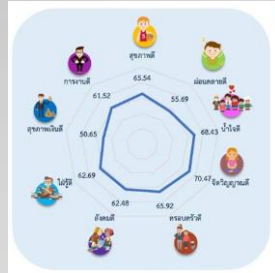 สุขภาพดี
65.54
ผ่อนคลายดี
55.69
น้ำใจดี
68.43
จิตวิญญาณดี
70.47
ครอบครัวดี
65.92
สังคมดี
62.48
ใฝ่รู้ดี
62.69
สุขภาพเงินดี
50.65
การงานดี
61.52